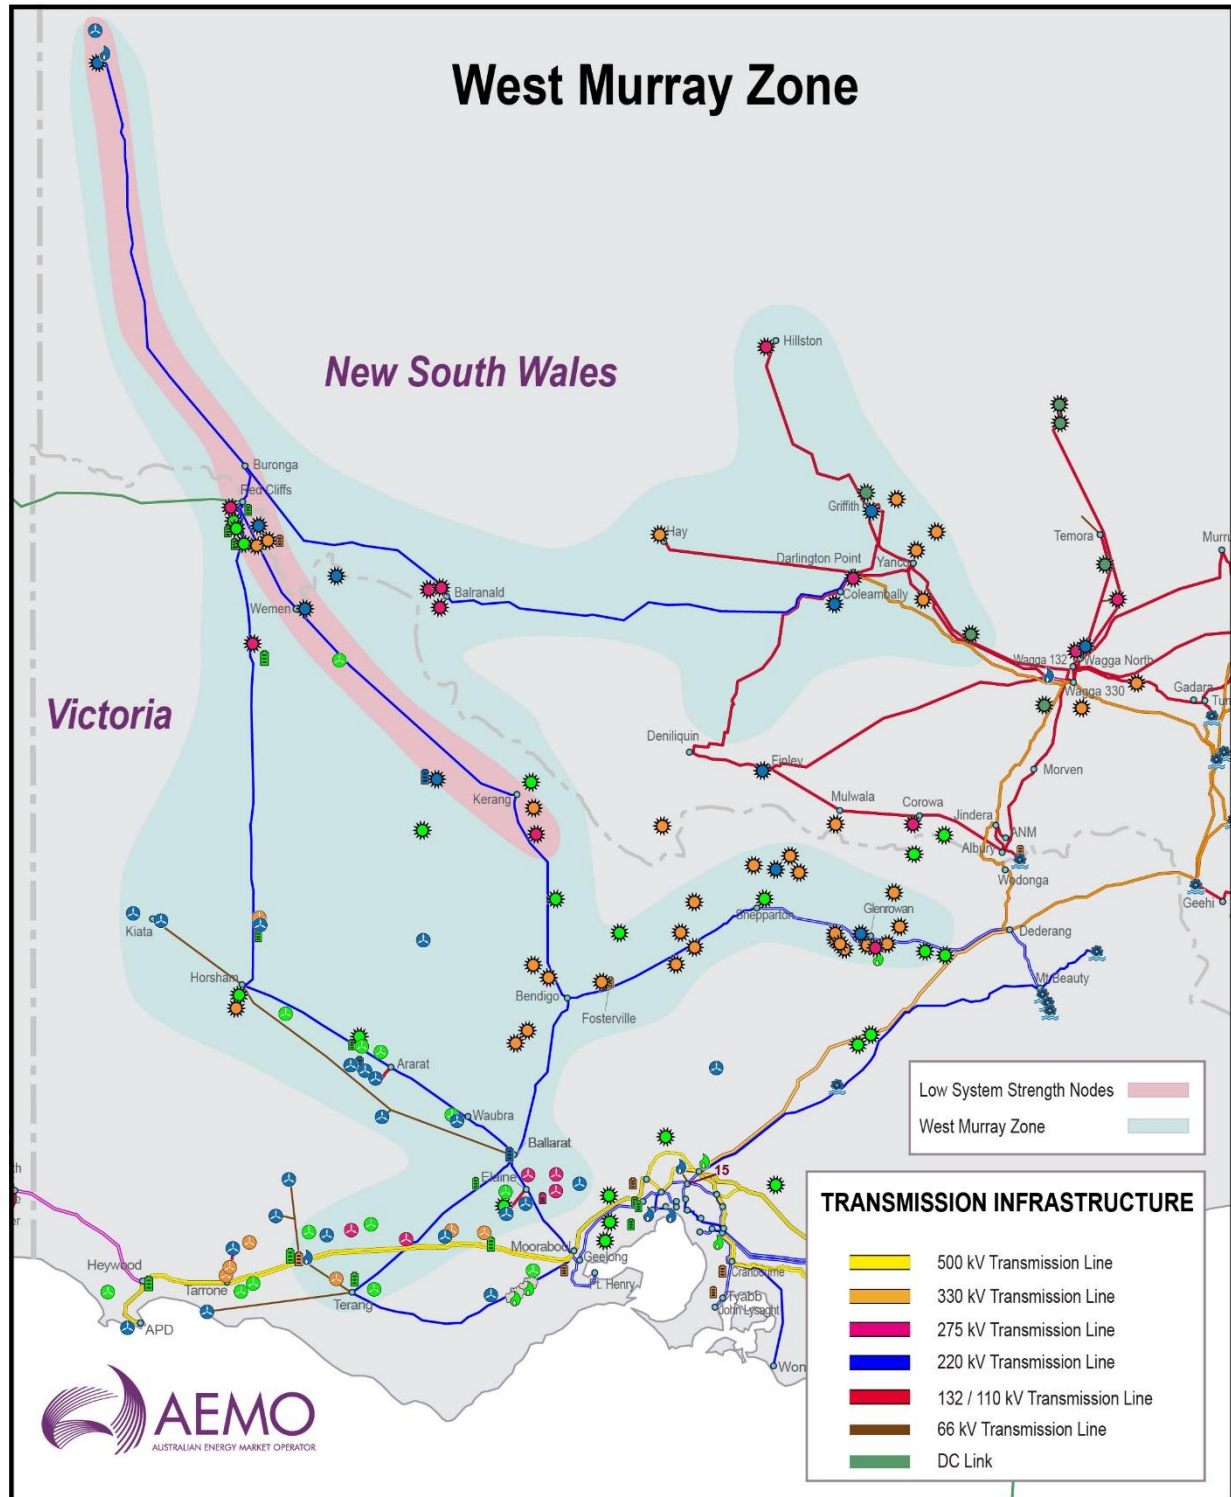 West Murray Zone
New South Wales
Hillston
Buronga
Red Cliffs
Griffith
Hay
Temora
Murru
Darlington Point
Yanco
Balranald
Coleambally
Wemen
Wagga 132
Wagga North
Wagga 330
Gadara
Tum
Victoria
Deniliquin
Finley
Morven
Kerang
Mulwala
Corowa
Jindera
ANM
Albury
Wodonga
Geehi
Kiata
Shepparton
Glenrowan
Dederang
Horsham
Bendigo
Fosterville
Mt Beauty
Ararat
Low System Strength Nodes
West Murray Zone
Waubra
Ballarat
15
Elaine
TRANSMISSION INFRASTRUCTURE
Moorabool
Geelong
500 kV Transmission Line
Heywood
Tarrone
Pt. Henry
Cranbourne
330 kV Transmission Line
Terang
Tyabb
John Lysaght
APD
275 kV Transmission Line
Won
220 kV Transmission Line
132 / 110 kV Transmission Line
66 kV Transmission Line
DC Link
AEMO
AUSTRALIAN ENERGY MARKET OPERATOR